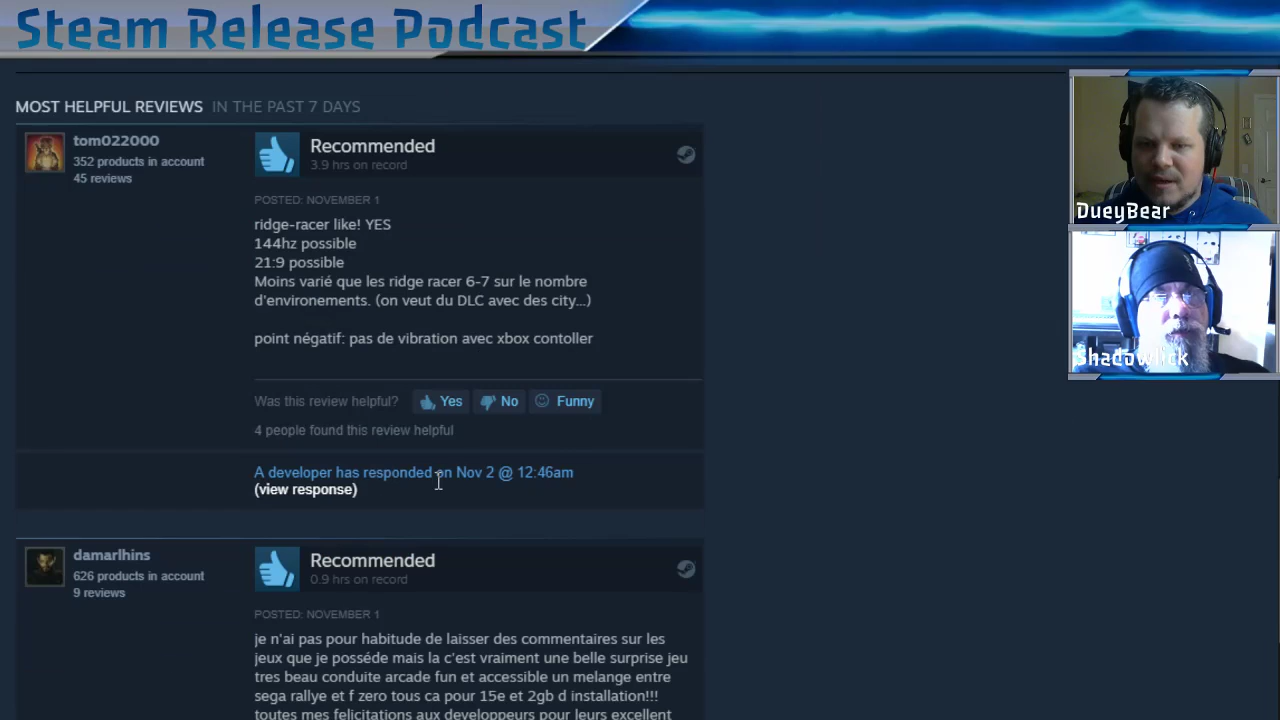 Steam Release Podcast
MOST HELPFUL REVIEWS IN THE PAST 7 DAYS
tom022000
352 products in account
45 reviews
Recommended
3.9 hrs on record
POSTED: NOVEMBER 1
ridge-racer like! YES
144hz possible
21:9 possible
Moins varié que les ridge racer 6-7 sur le nombre
d'environements. (on veut du DLC avec des city...)
point négatif: pas de vibration avec xbox contoller
Was this review helpful? Yes No Funny
4 people found this review helpful
A developer has responded on Nov 2 @ 12:46am
(view response)
damarlhins
626 products in account
9 reviews
Recommended
0.9 hrs on record
POSTED: NOVEMBER 1
je n'ai pas pour habitude de laisser des commentaires sur les
jeux que je posséde mais la c'est vraiment une belle surprise jeu
tres beau conduite arcade fun et accessible un melange entre
sega rallye et f zero tous ca pour 15e et 2gb d installation!!!
toutes mes felicitations aux developpeurs pour leurs excellent
DueyBear
Shadowlick